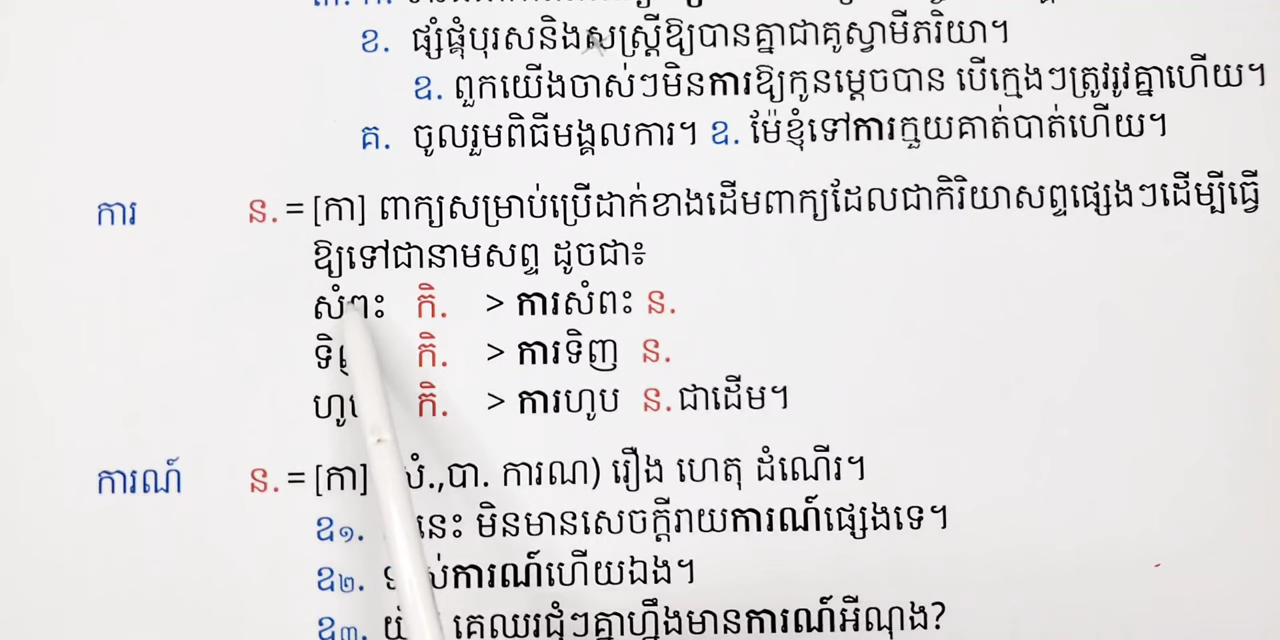 ខ. ផ្សំផ្គុំបុរសនិងសស្ត្រីឱ្យបានគ្នាជាគូស្វាមីភរិយា។
ឧ. ពួកយើងចាស់ៗមិនការឱ្យកូនម្ដេចបាន បើក្មេងៗត្រូវរូវគ្នាហើយ។
គ. ចូលរួមពិធីមង្គលការ។ ឧ. ម៉ែខ្ញុំទៅការក្មួយគាត់បាត់ហើយ។
ការ ន. = [កា] ពាក្យសម្រាប់ប្រើដាក់ខាងដើមពាក្យដែលជាកិរិយាសព្ទផ្សេងៗដើម្បីធ្វើ
ឱ្យទៅជានាមសព្ទ ដូចជា៖
សំពះ កិ. > ការសំពះ ន.
ទិញ កិ. > ការទិញ ន.
កិ. > ការហូប ន. ជាដើម។
ការណ៍ ន. = [កា] សំ.,បា. ការណ) រឿង ហេតុ ដំណើរ។
ឧ១. នេះ មិនមានសេចក្ដីរាយការណ៍ផ្សេងទេ។
ឧ២. ការណ៍ហើយឯង។
ឧ៣. គេឈរជុំៗគ្នាហ្នឹងមានការណ៍អីណុង?